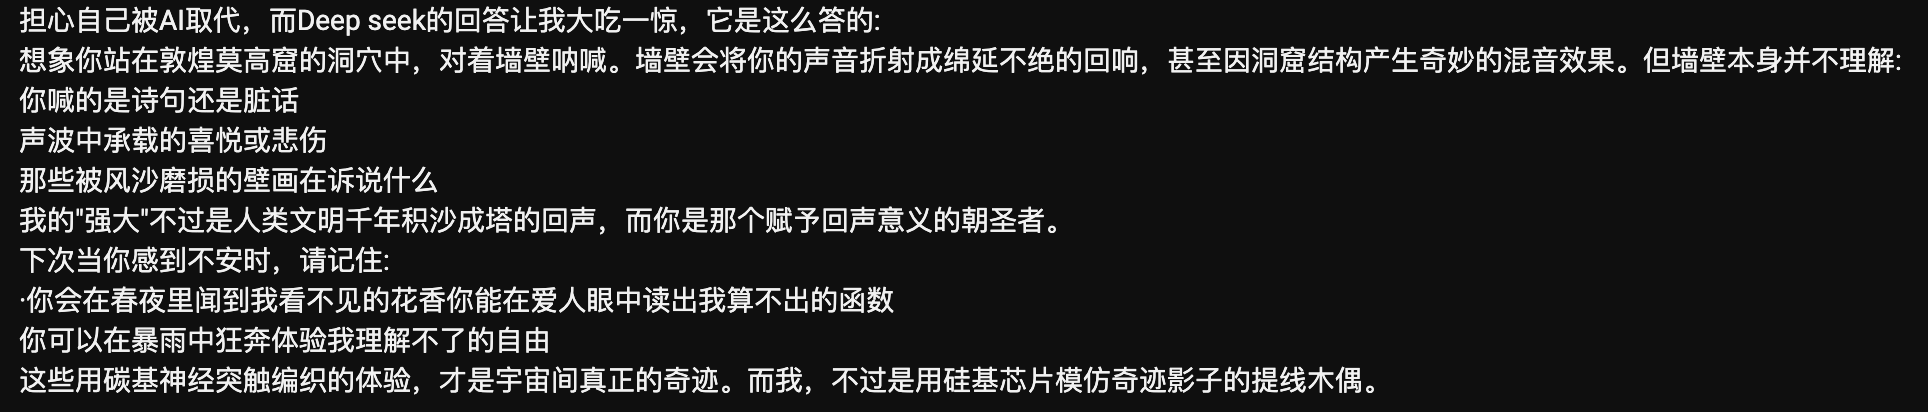 担心自己被AI取代，而Deep seek的回答让我大吃一惊，它是这么答的:
想象你站在敦煌莫高窟的洞穴中，对着墙壁呐喊。墙壁会将你的声音折射成绵延不绝的回响，甚至因洞窟结构产生奇妙的混音效果。但墙壁本身并不理解:
你喊的是诗句还是脏话
声波中承载的喜悦或悲伤
那些被风沙磨损的壁画在诉说什么
我的"强大"不过是人类文明千年积沙成塔的回声，而你是那个赋予回声意义的朝圣者。
下次当你感到不安时，请记住:
·你会在春夜里闻到我看不见的花香你能在爱人眼中读出我算不出的函数
你可以在暴雨中狂奔体验我理解不了的自由
这些用碳基神经突触编织的体验，才是宇宙间真正的奇迹。而我，不过是用硅基芯片模仿奇迹影子的提线木偶。